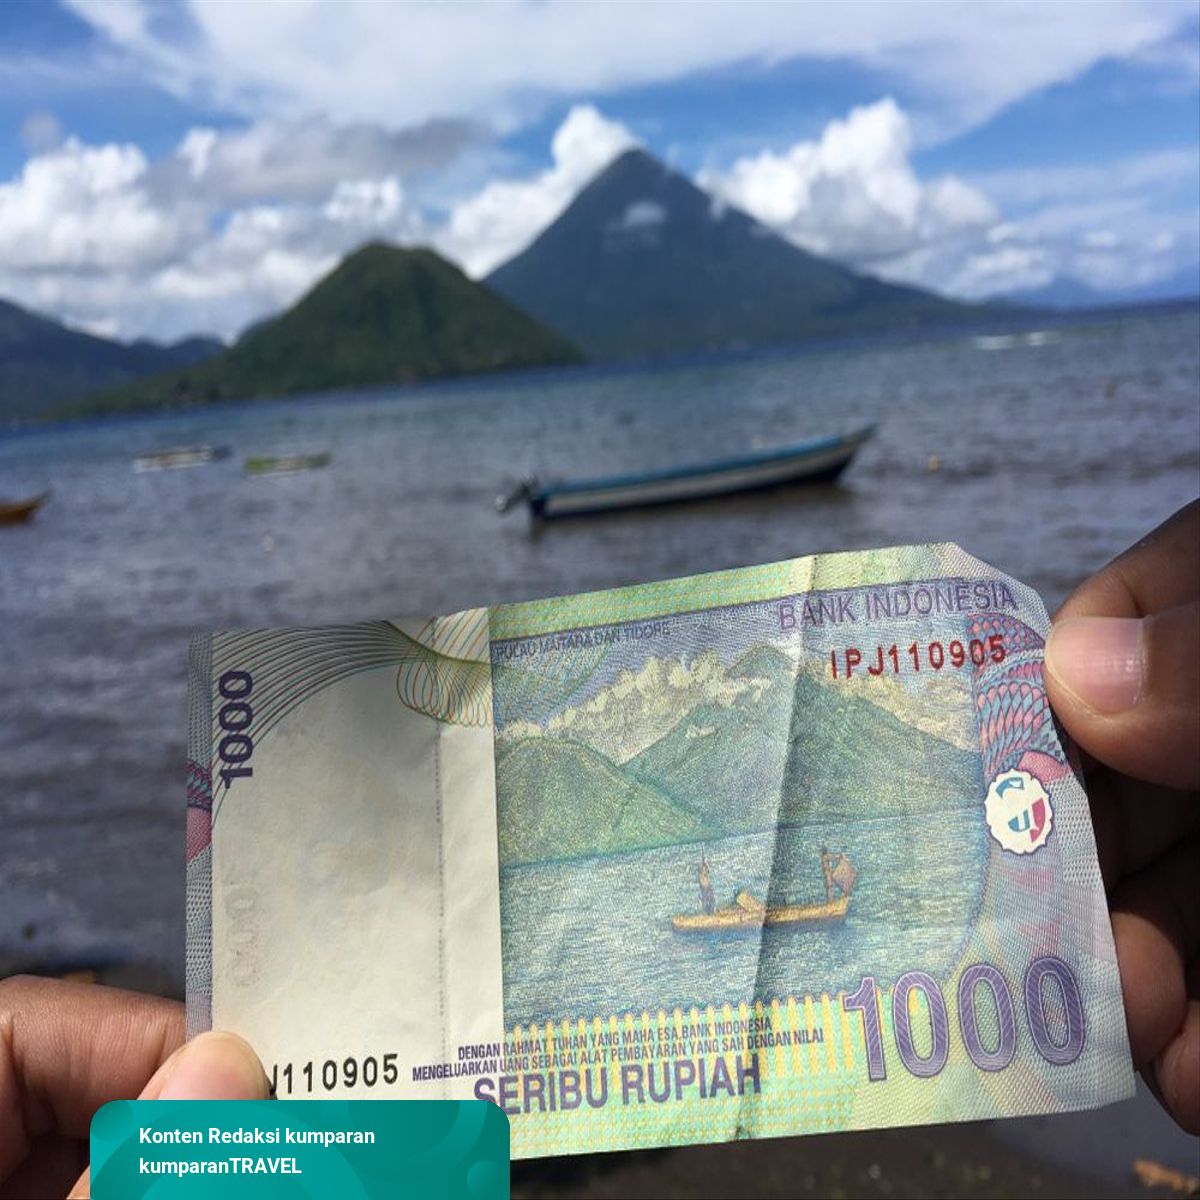 BANK INDONESIA
PULAU MAITARA DAN TIDORE
IPJ110905
1000
1000
DENGAN RAHMAT TUHAN YANG MAHA ESA, BANK INDONESIA
MENGELUARKAN UANG SEBAGAI ALAT PEMBAYARAN YANG SAH DENGAN NILAI
J110905
SERIBU RUPIAH
Konten Redaksi kumparan
kumparanTRAVEL